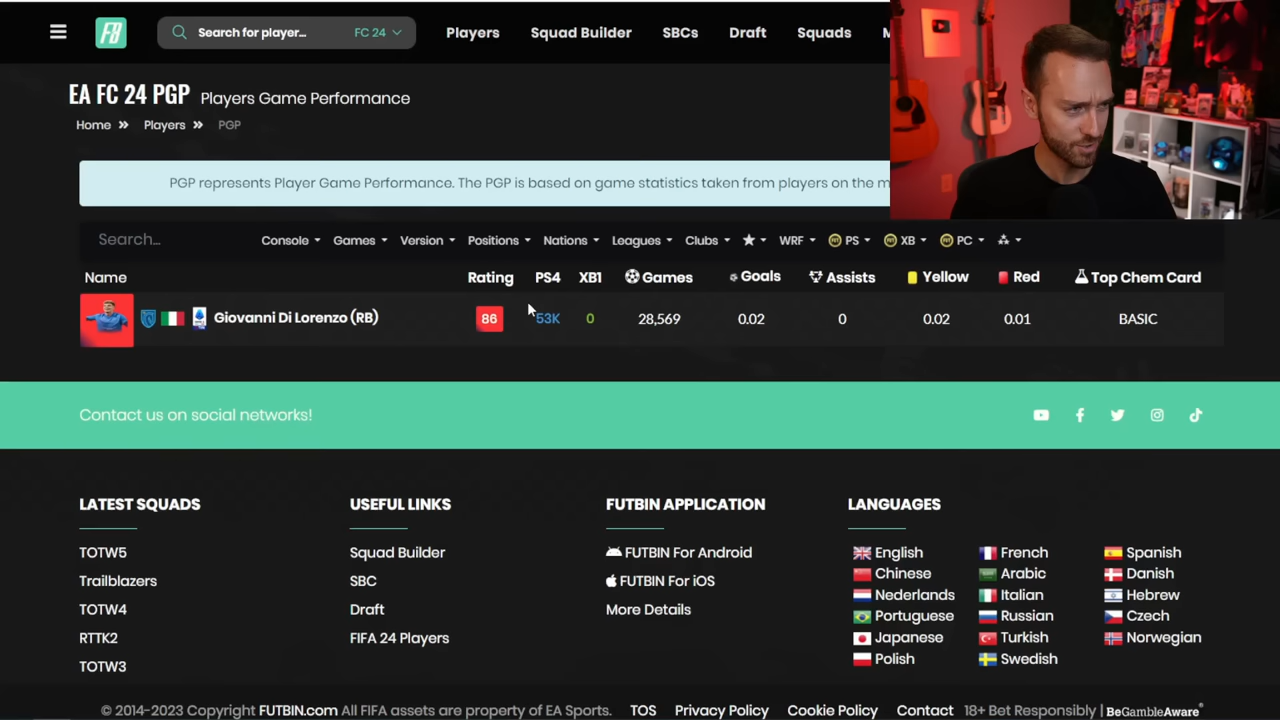 FB Search for player... FC 24 Players Squad Builder SBCs Draft Squads
EA FC 24 PGP Players Game Performance
Home » Players » PGP
PGP represents Player Game Performance. The PGP is based on game statistics taken from players on the
Search... Console Games Version Positions Nations Leagues Clubs WRF PS XB PC
Name Rating PS4 XB1 Games Goals Assists Yellow Red Top Chem Card
Giovanni Di Lorenzo (RB) 86 53K 0 28,569 0.02 0 0.02 0.01 BASIC
Contact us on social networks!
LATEST SQUADS
TOTW5
Trailblazers
TOTW4
RTTK2
TOTW3
USEFUL LINKS
Squad Builder
SBC
Draft
FIFA 24 Players
FUTBIN APPLICATION
FUTBIN For Android
FUTBIN For iOS
More Details
LANGUAGES
English French Spanish
Chinese Arabic Danish
Nederlands Italian Hebrew
Portuguese Russian Czech
Japanese Turkish Norwegian
Polish Swedish
© 2014-2023 Copyright FUTBIN.com All FIFA assets are property of EA Sports. TOS Privacy Policy Cookie Policy Contact 18+ Bet Responsibly | BeGambleAware®